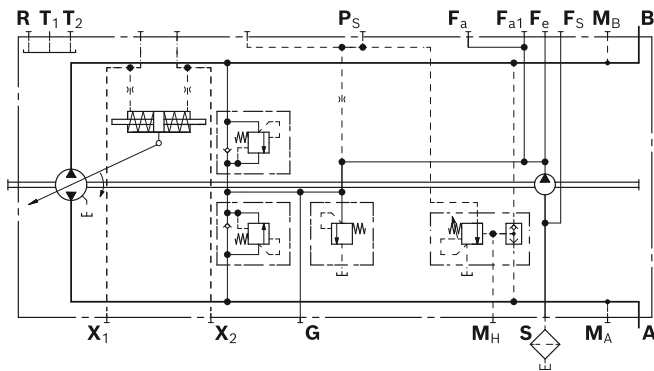 R T1 T2 PS Fa Fa1 Fe FS MB B
X1 X2 G MH S MA A